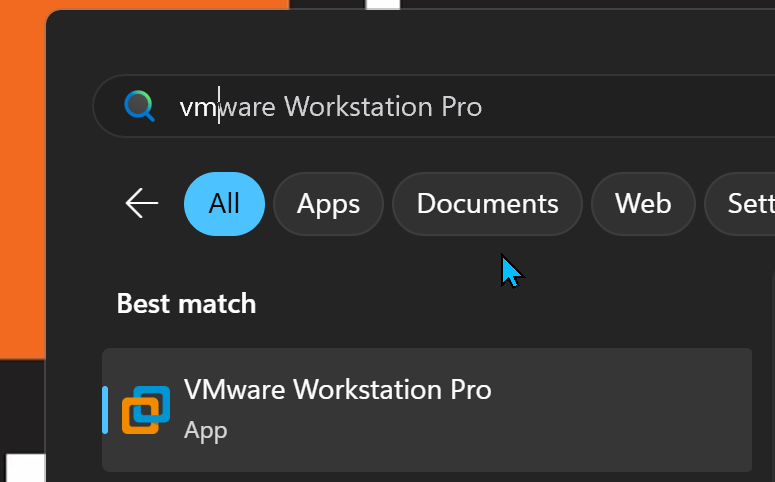 vmware Workstation Pro
All Apps Documents Web Sett
Best match
VMware Workstation Pro
App